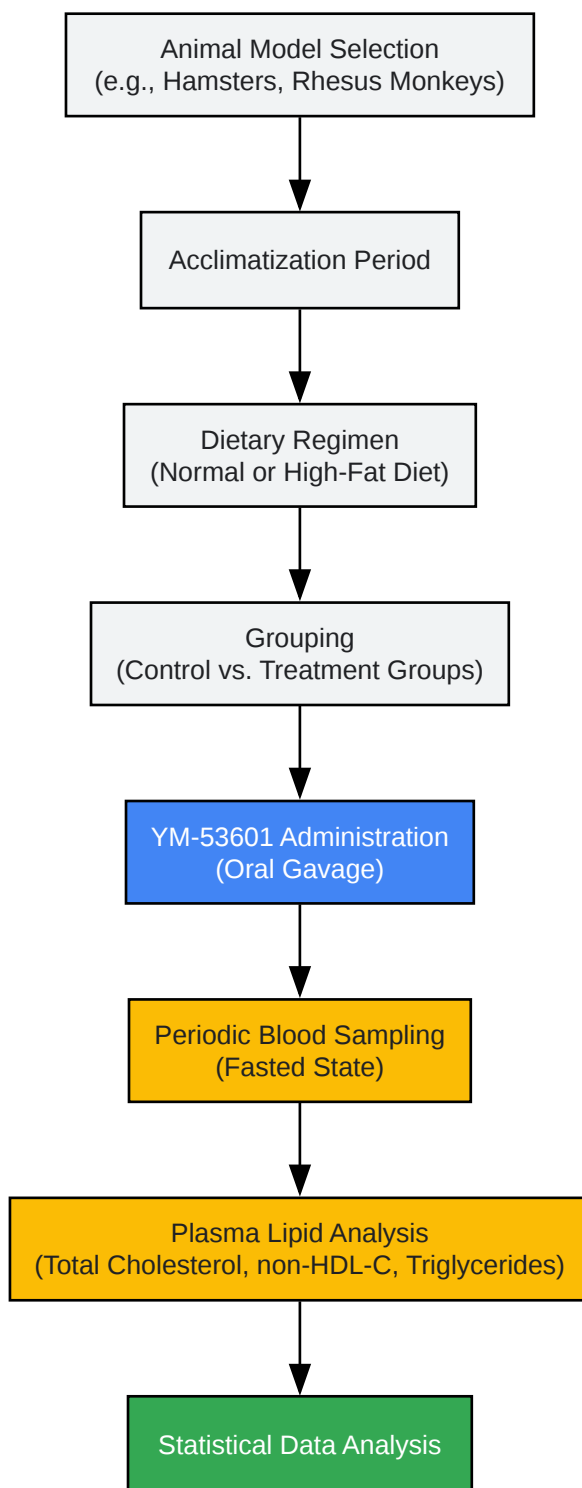 Animal Model Selection
(e.g., Hamsters, Rhesus Monkeys)
Acclimatization Period
Dietary Regimen
(Normal or High-Fat Diet)
Grouping
(Control vs. Treatment Groups)
YM-53601 Administration
(Oral Gavage)
Periodic Blood Sampling
(Fasted State)
Plasma Lipid Analysis
(Total Cholesterol, non-HDL-C, Triglycerides)
Statistical Data Analysis